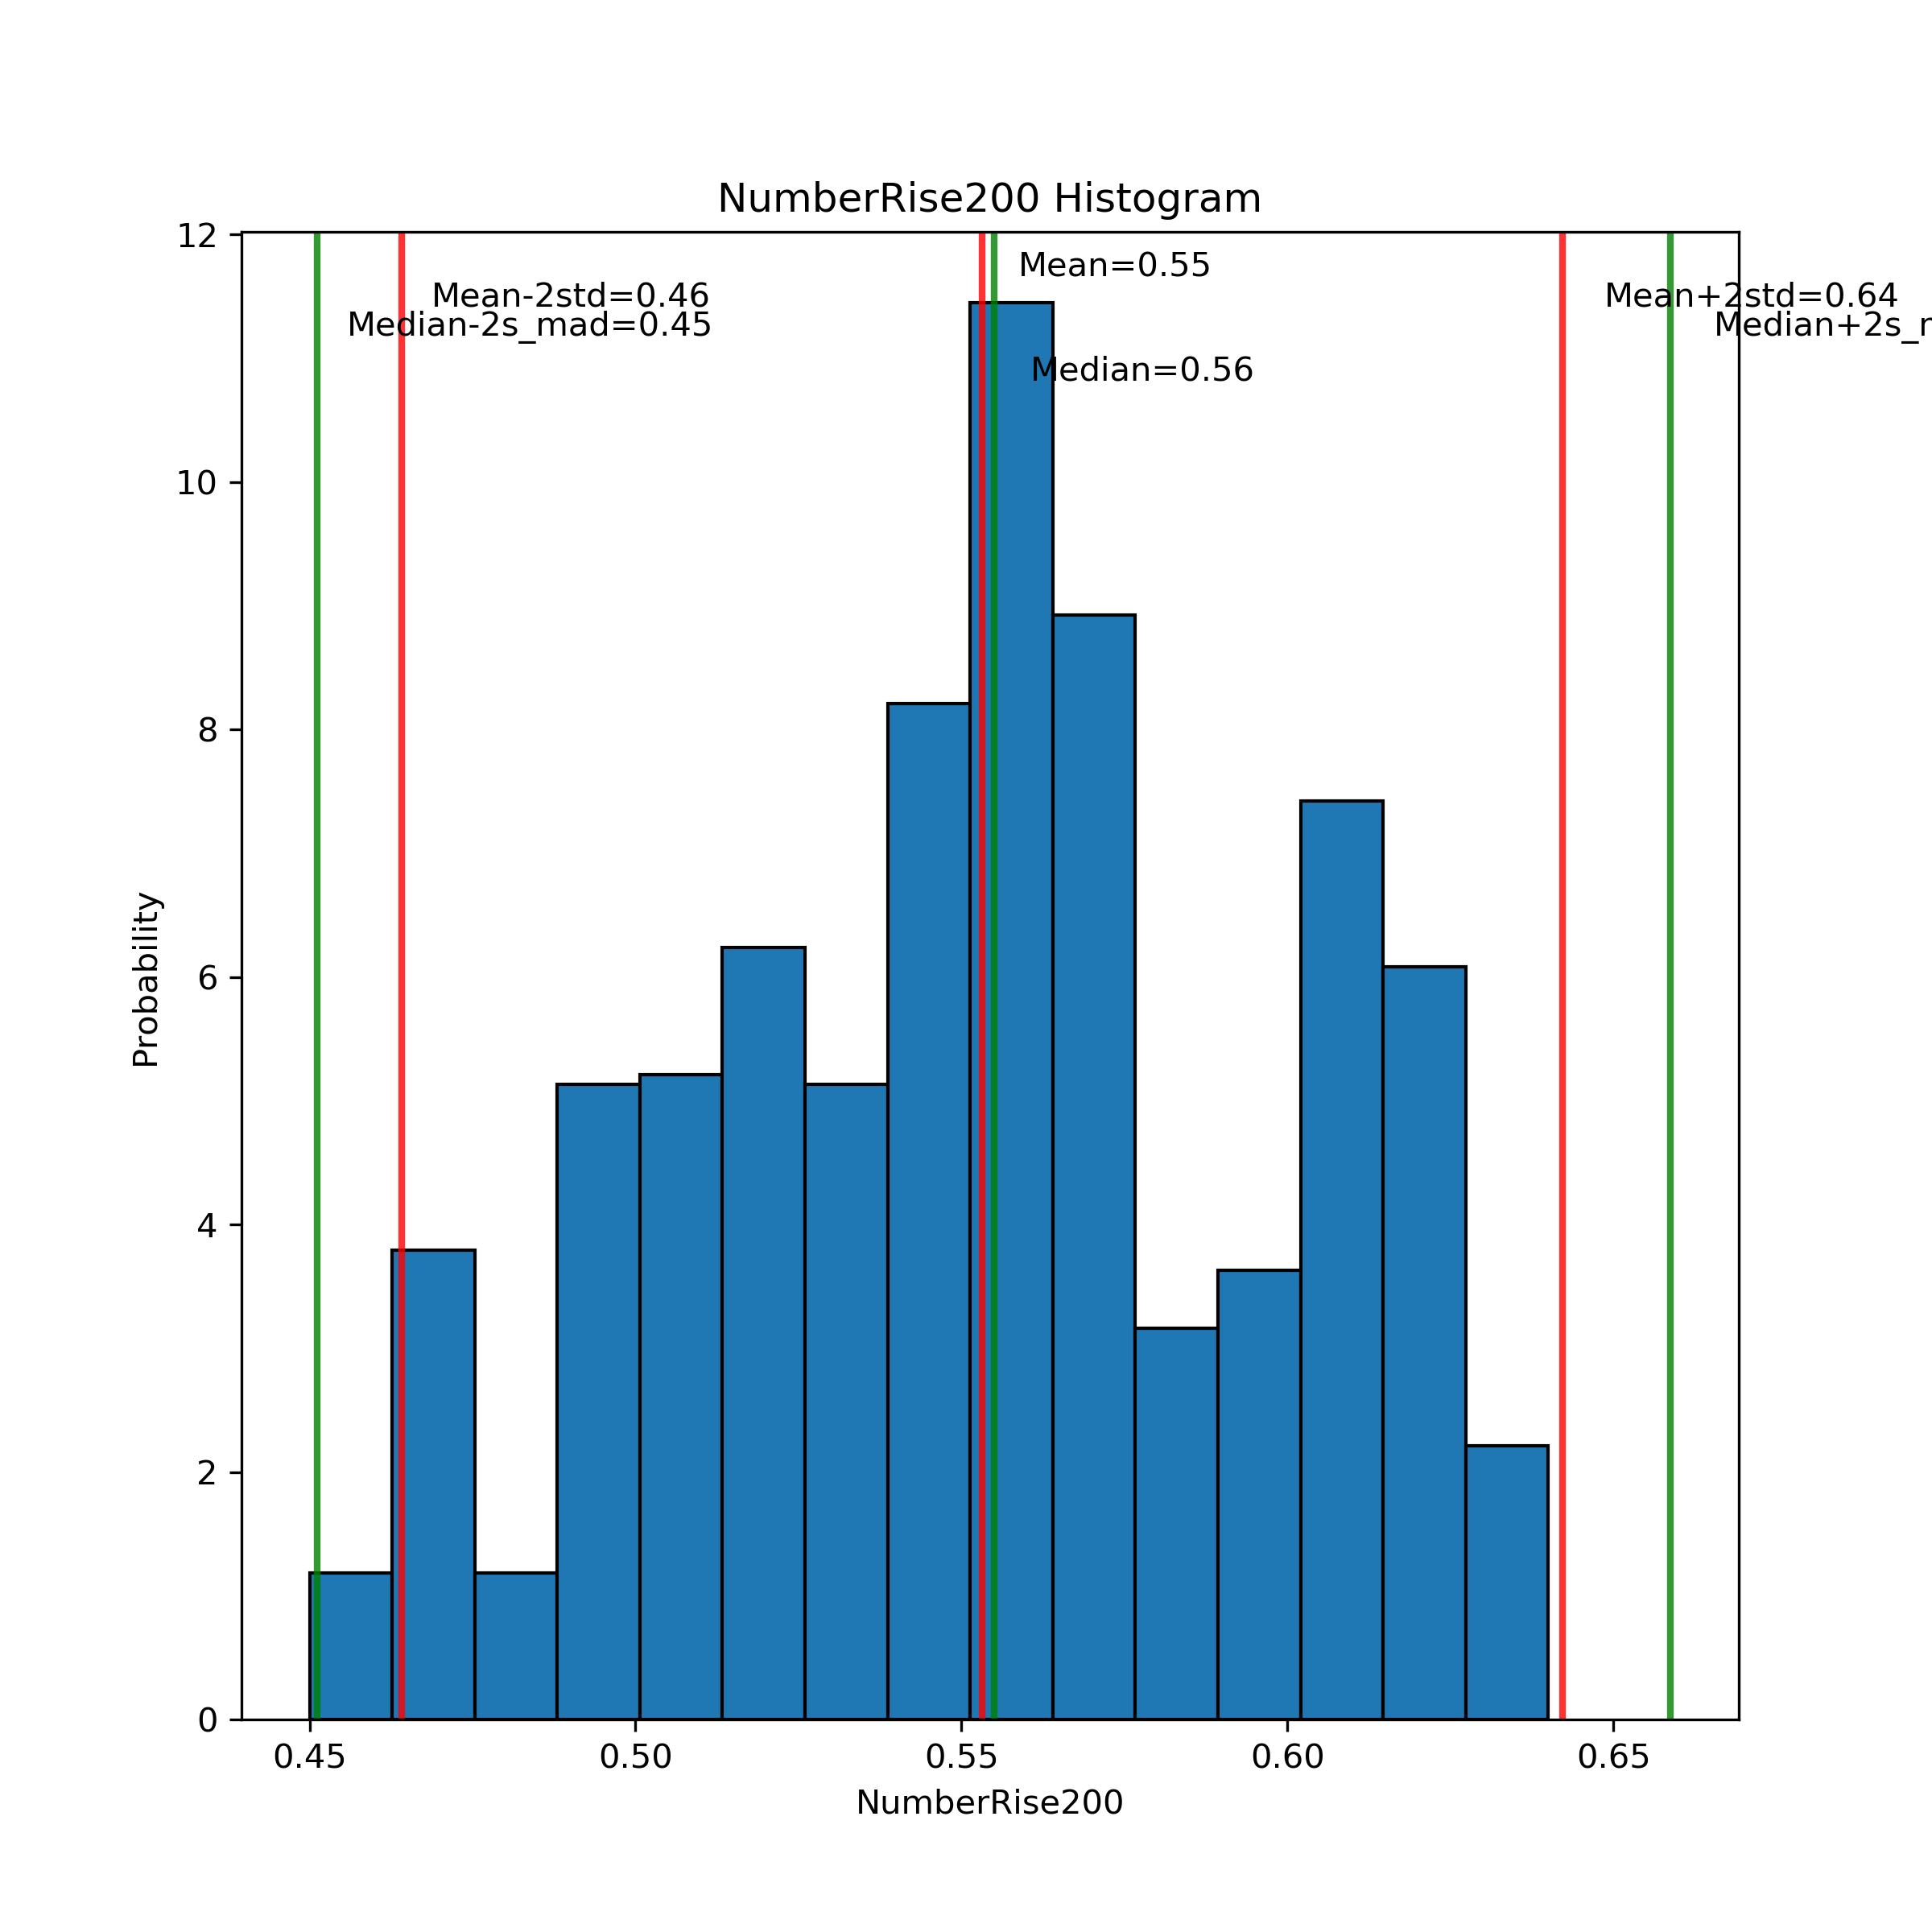 NumberRise200 Histogram
12
Mean=0.55
Mean-2std=0.46
Mean+2std=0.64
Median-2s_mad=0.45
Median+2s_
Median=0.56
10
8
6
4
2
0
Probability
0.45 0.50 0.55 0.60 0.65
NumberRise200